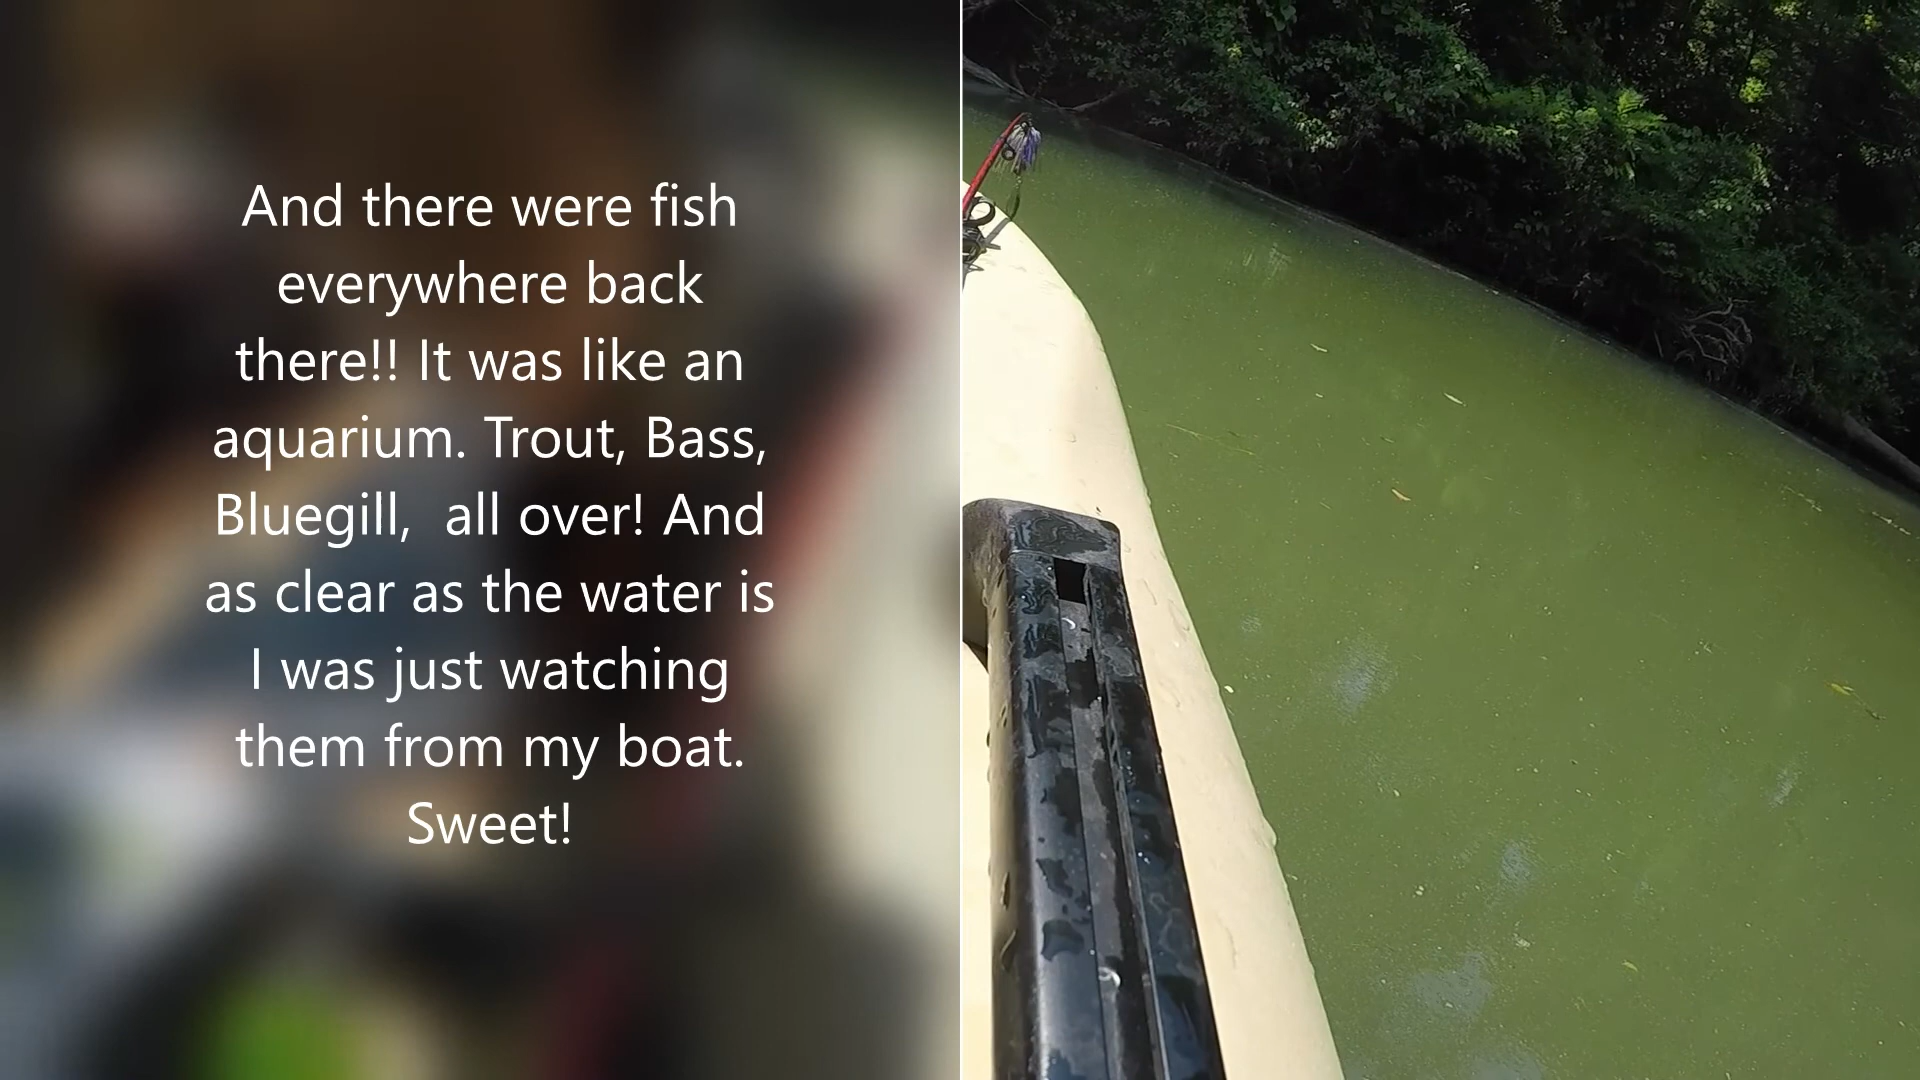 And there were fish
everywhere back
there!! It was like an
aquarium. Trout, Bass,
Bluegill,  all over! And
as clear as the water is
I was just watching
them from my boat.
Sweet!